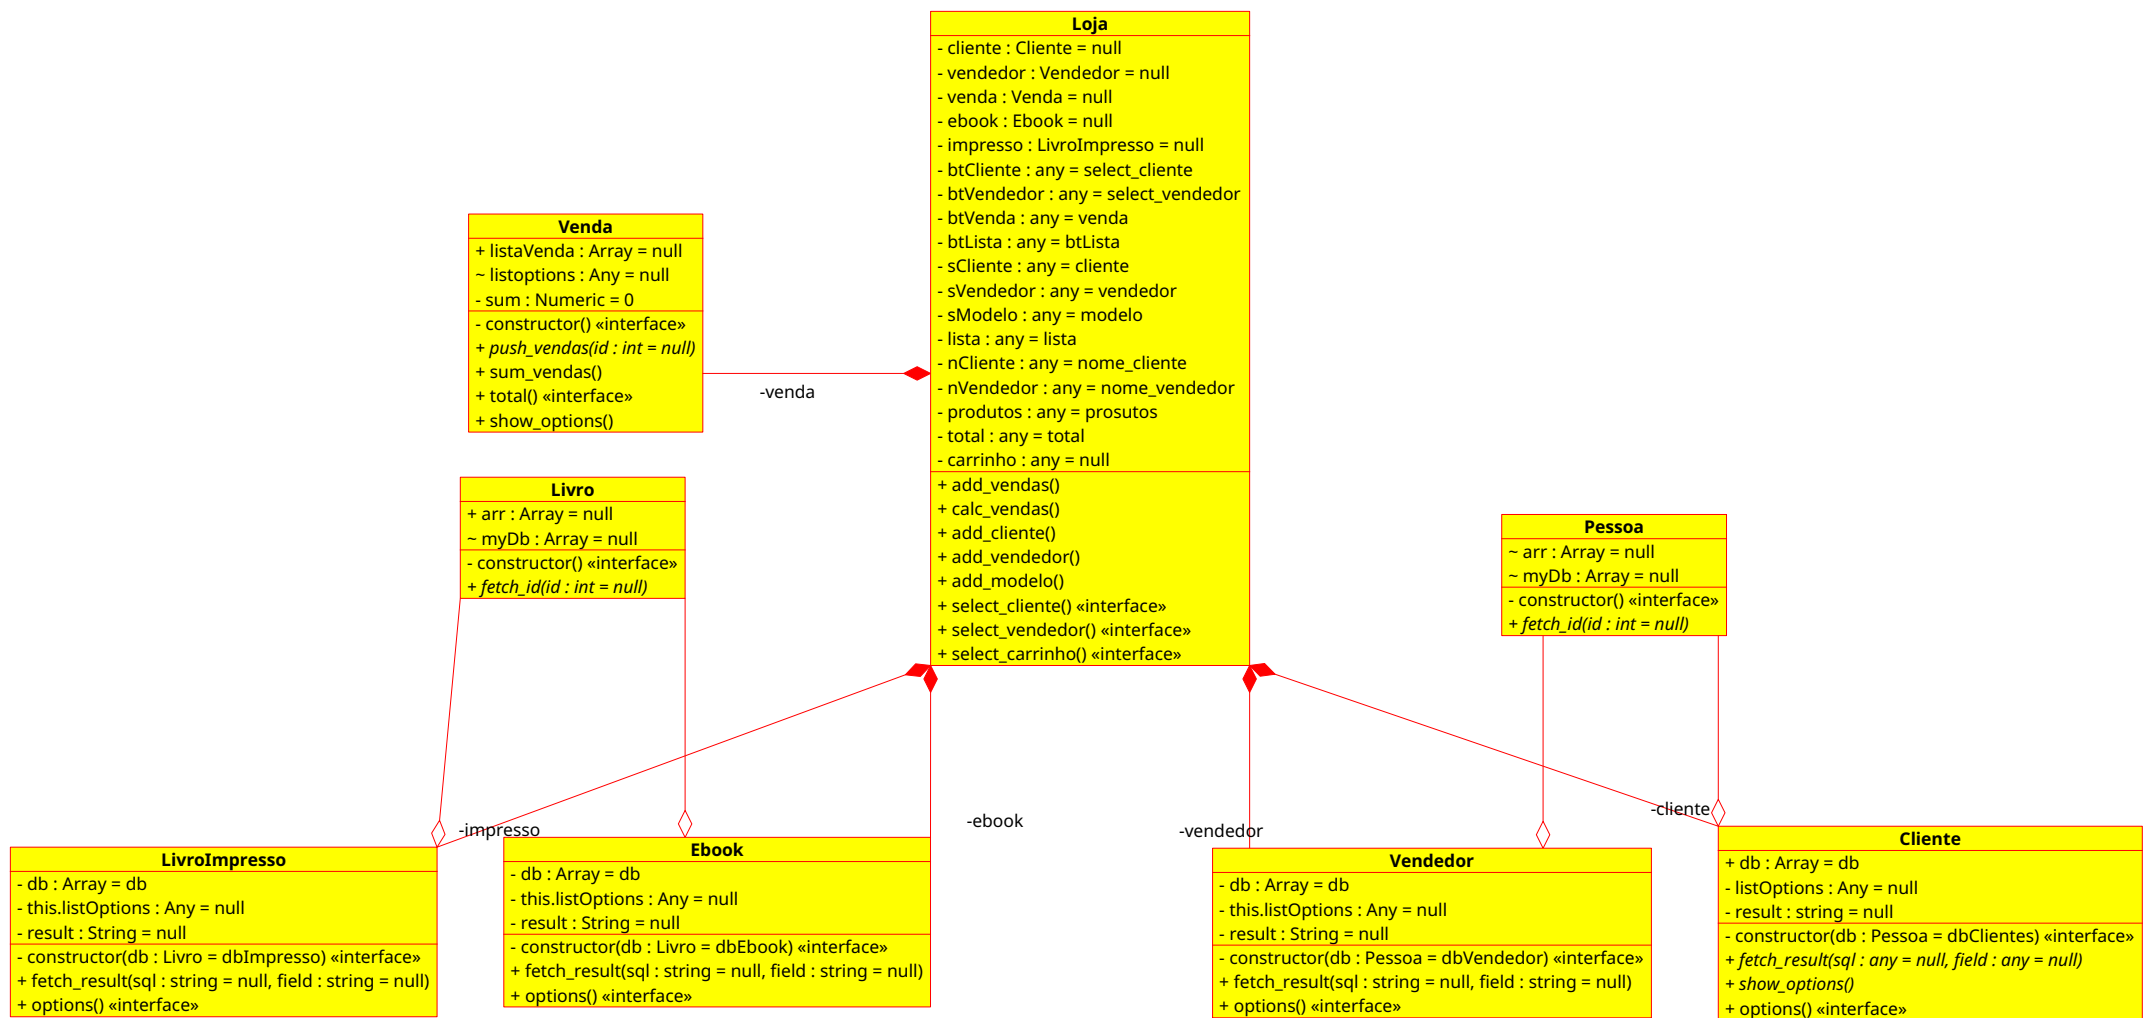 Loja
- cliente : Cliente = null
- vendedor : Vendedor = null
- venda : Venda = null
- ebook : Ebook = null
- impresso : LivroImpresso = null
- btCliente : any = select_cliente
- btVendedor : any = select_vendedor
- btVenda : any = venda
- btLista : any = btLista
- sCliente : any = cliente
- sVendedor : any = vendedor
- sModelo : any = modelo
- lista : any = lista
- nCliente : any = nome_cliente
- nVendedor : any = nome_vendedor
- produtos : any = prosutos
- total : any = total
- carrinho : any = null
+ add_vendas()
+ calc_vendas()
+ add_cliente()
+ add_vendedor()
+ add_modelo()
+ select_cliente() «interface»
+ select_vendedor() «interface»
+ select_carrinho() «interface»
Venda
+ listaVenda : Array = null
~ listoptions : Any = null
- sum : Numeric = 0
- constructor() «interface»
+ push_vendas(id : int = null)
+ sum_vendas()
+ total() «interface»
+ show_options()
-venda
Livro
+ arr : Array = null
~ myDb : Array = null
- constructor() «interface»
+ fetch_id(id : int = null)
Pessoa
~ arr : Array = null
~ myDb : Array = null
- constructor() «interface»
+ fetch_id(id : int = null)
-impresso
-ebook
-vendedor
-cliente
LivroImpresso
- db : Array = db
- this.listOptions : Any = null
- result : String = null
- constructor(db : Livro = dbImpresso) «interface»
+ fetch_result(sql : string = null, field : string = null)
+ options() «interface»
Ebook
- db : Array = db
- this.listOptions : Any = null
- result : String = null
- constructor(db : Livro = dbEbook) «interface»
+ fetch_result(sql : string = null, field : string = null)
+ options() «interface»
Vendedor
- db : Array = db
- this.listOptions : Any = null
- result : String = null
- constructor(db : Pessoa = dbVendedor) «interface»
+ fetch_result(sql : string = null, field : string = null)
+ options() «interface»
Cliente
+ db : Array = db
- listOptions : Any = null
- result : string = null
- constructor(db : Pessoa = dbClientes) «interface»
+ fetch_result(sql : any = null, field : any = null)
+ show_options()
+ options() «interface»